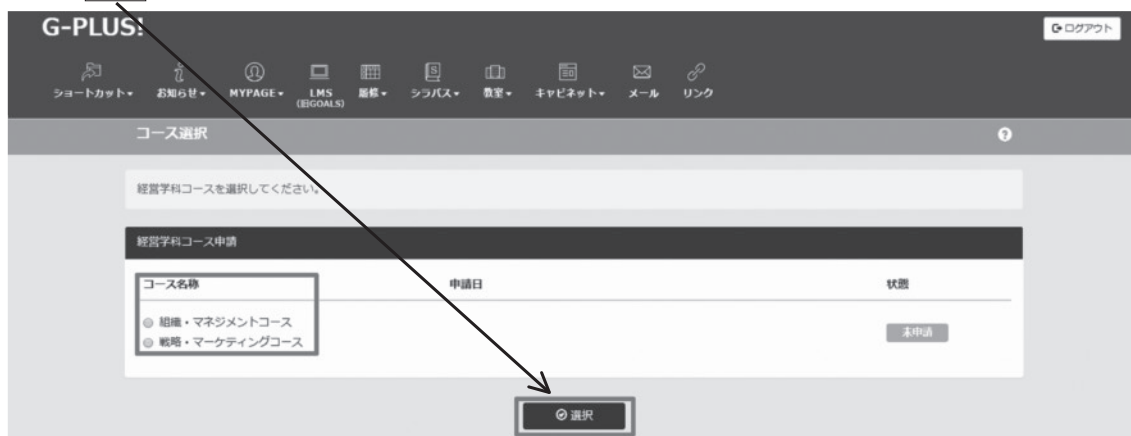 G-PLUS!
ログアウト
ショートカット お知らせ MYPAGE LMS 履修 シラバス 教室 キャビネット メール リンク
(旧GOALS)
コース選択
経営学科コースを選択してください。
経営学科コース申請
コース名称 申請日 状態
組織・マネジメントコース
戦略・マーケティングコース
未申請
選択